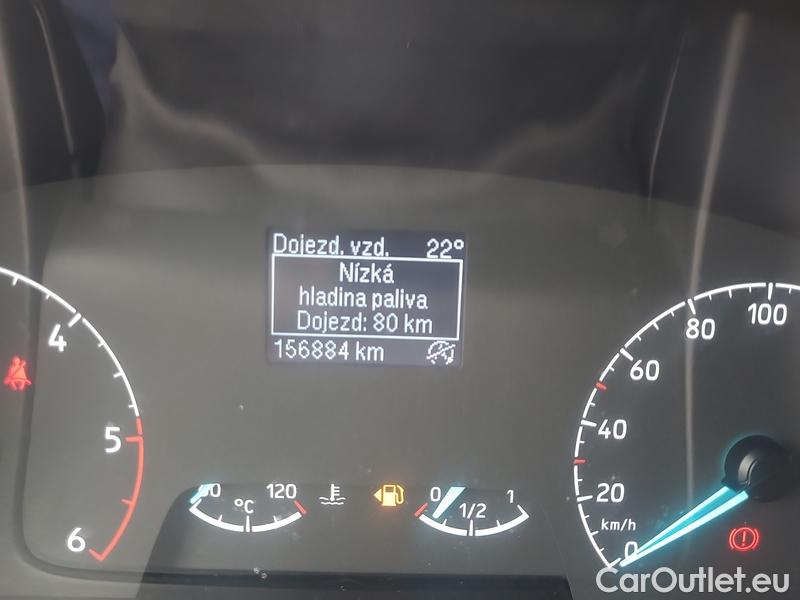 Dojezd. vzd. 22°
Nízká
hladina paliva
Dojezd: 80 km
156884 km
4
5
6
120
°C
0 1/2 1
0 20 40 60 80 100
km/h
CarOutlet.eu